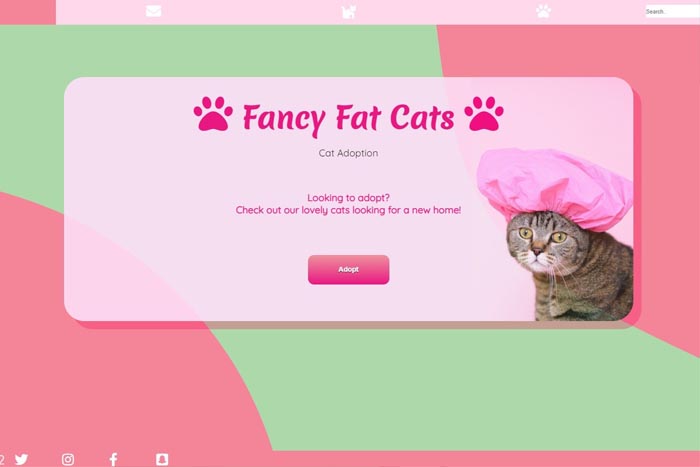 Search..
Fancy Fat Cats
Cat Adoption
Looking to adopt?
Check out our lovely cats looking for a new home!
Adopt
2